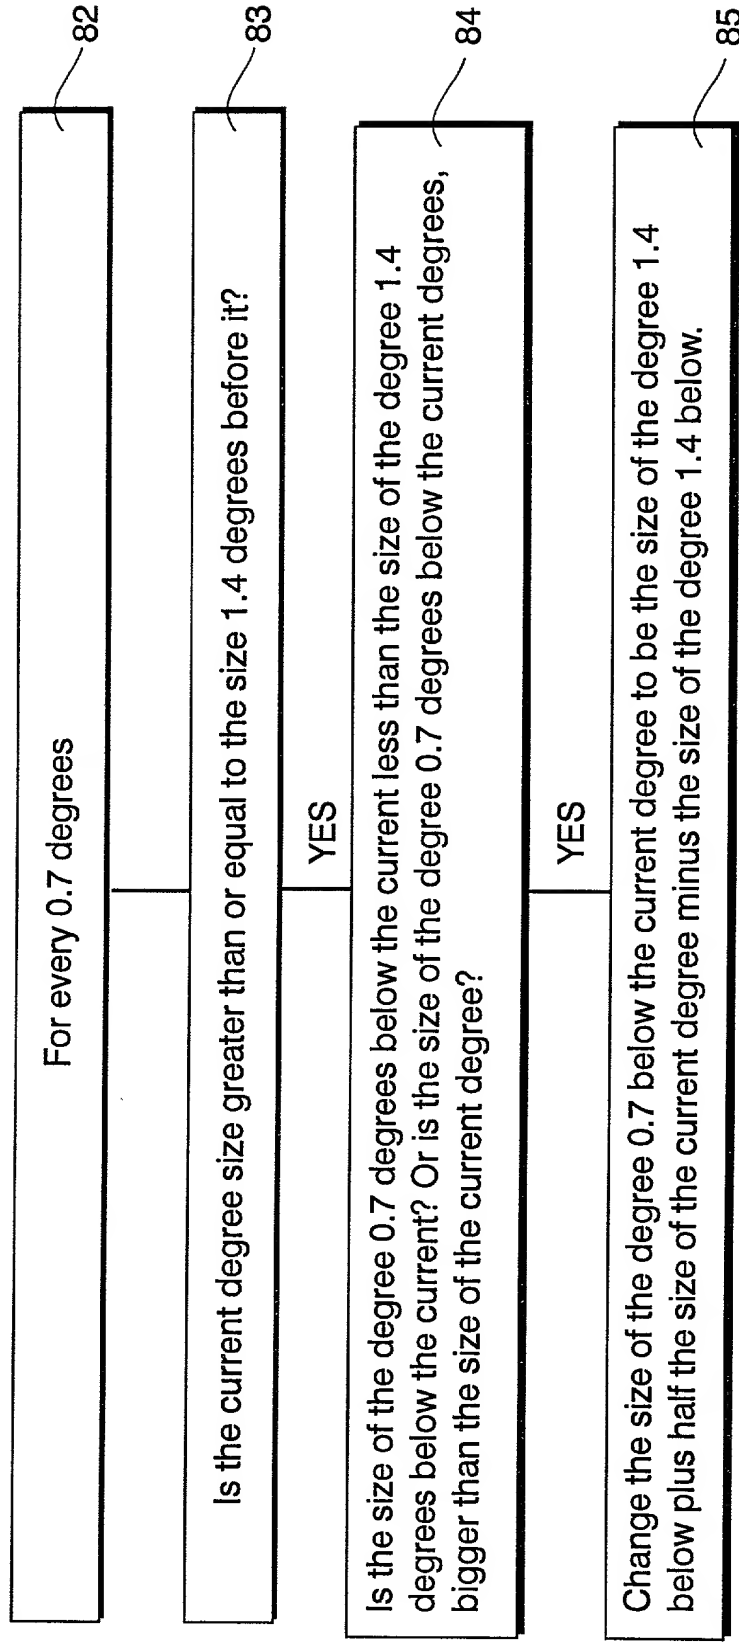 For every 0.7 degrees
82
Is the current degree size greater than or equal to the size 1.4 degrees before it?
83
YES
Is the size of the degree 0.7 degrees below the current less than the size of the degree 1.4
degrees below the current? Or is the size of the degree 0.7 degrees below the current degrees,
bigger than the size of the current degree?
84
YES
Change the size of the degree 0.7 below the current degree to be the size of the degree 1.4
below plus half the size of the current degree minus the size of the degree 1.4 below.
85